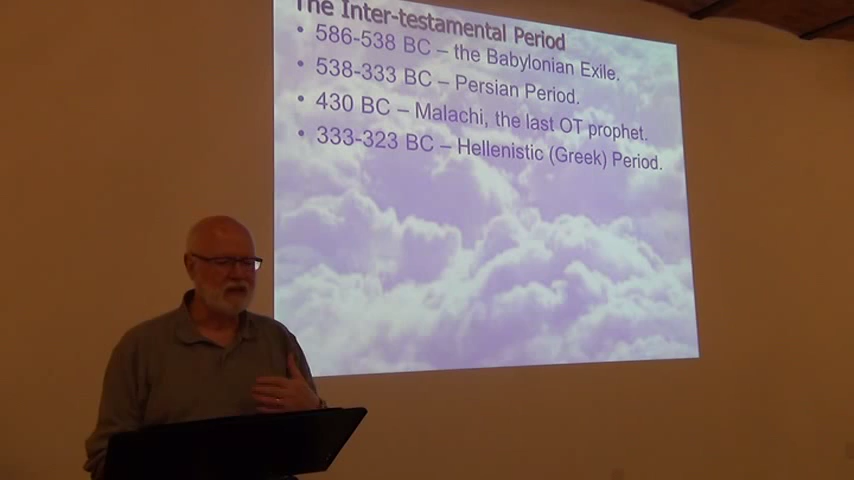 The Inter-testamental Period
• 586-538 BC – the Babylonian Exile.
• 538-333 BC – Persian Period.
• 430 BC – Malachi, the last OT prophet.
• 333-323 BC – Hellenistic (Greek) Period.